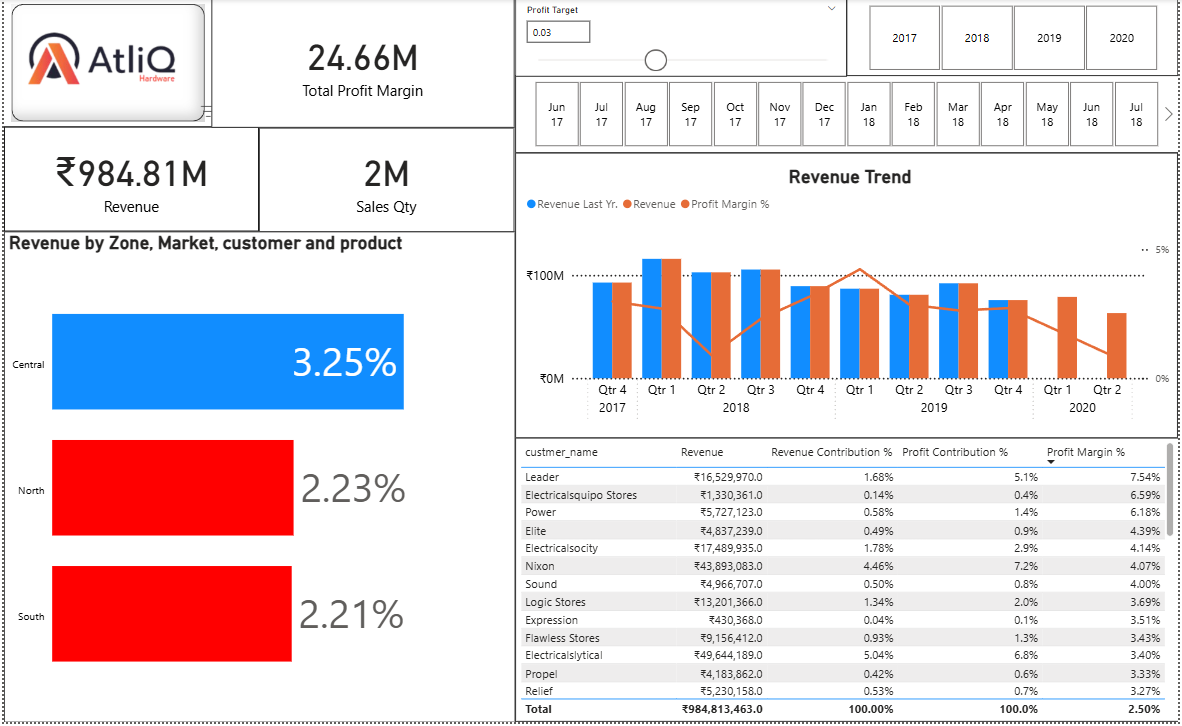 AtliQ
Hardware
24.66M
Total Profit Margin
Profit Target
0.03
2017 2018 2019 2020
Jun Jul Aug Sep Oct Nov Dec Jan Feb Mar Apr May Jun Jul
17 17 17 17 17 17 17 18 18 18 18 18 18 18
₹984.81M
Revenue
2M
Sales Qty
Revenue by Zone, Market, customer and product
Central 3.25%
North 2.23%
South 2.21%
Revenue Trend
Revenue Last Yr. Revenue Profit Margin %
5%
₹100M
₹0M 0%
Qtr 4 Qtr 1 Qtr 2 Qtr 3 Qtr 4 Qtr 1 Qtr 2 Qtr 3 Qtr 4 Qtr 1 Qtr 2
2017 2018 2019 2020
custmer_name Revenue Revenue Contribution % Profit Contribution % Profit Margin %
Leader ₹16,529,970.0 1.68% 5.1% 7.54%
Electricalsquipo Stores ₹1,330,361.0 0.14% 0.4% 6.59%
Power ₹5,727,123.0 0.58% 1.4% 6.18%
Elite ₹4,837,239.0 0.49% 0.9% 4.39%
Electricalsocity ₹17,489,935.0 1.78% 2.9% 4.14%
Nixon ₹43,893,083.0 4.46% 7.2% 4.07%
Sound ₹4,966,707.0 0.50% 0.8% 4.00%
Logic Stores ₹13,201,366.0 1.34% 2.0% 3.69%
Expression ₹430,368.0 0.04% 0.1% 3.51%
Flawless Stores ₹9,156,412.0 0.93% 1.3% 3.43%
Electricalslytical ₹49,644,189.0 5.04% 6.8% 3.40%
Propel ₹4,183,862.0 0.42% 0.6% 3.33%
Relief ₹5,230,158.0 0.53% 0.7% 3.27%
Total ₹984,813,463.0 100.00% 100.0% 2.50%